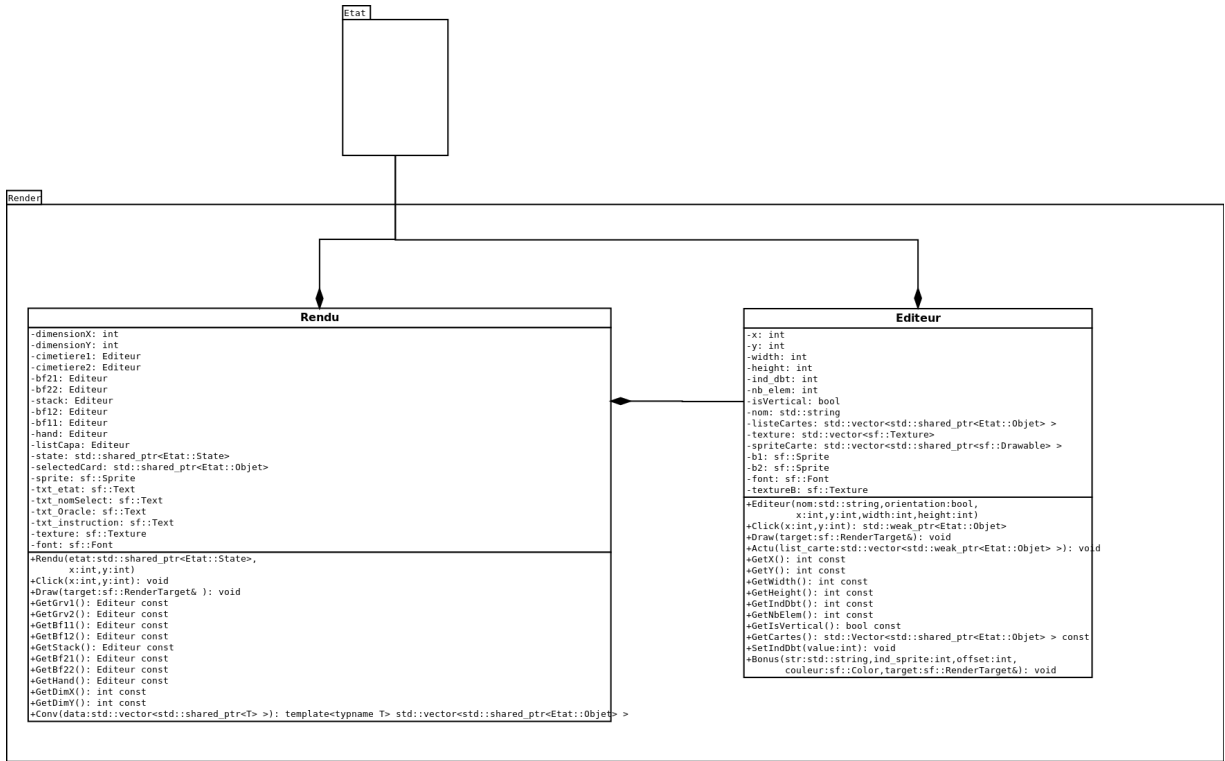 Etat
Render
Rendu
-dimensionX: int
-dimensionY: int
-cimetiere1: Editeur
-cimetiere2: Editeur
-bf21: Editeur
-bf22: Editeur
-stack: Editeur
-bf12: Editeur
-bf11: Editeur
-hand: Editeur
-listCapa: Editeur
-state: std::shared_ptr<Etat::State>
-selectedCard: std::shared_ptr<Etat::Objet>
-sprite: sf::Sprite
-txt_etat: sf::Text
-txt_nomSelect: sf::Text
-txt_Oracle: sf::Text
-txt_instruction: sf::Text
-texture: sf::Texture
-font: sf::Font
+Rendu(etat:std::shared_ptr<Etat::State>,
x:int,y:int)
+Click(x:int,y:int): void
+Draw(target:sf::RenderTarget& ): void
+GetGrv1(): Editeur const
+GetGrv2(): Editeur const
+GetBf11(): Editeur const
+GetBf12(): Editeur const
+GetStack(): Editeur const
+GetBf21(): Editeur const
+GetBf22(): Editeur const
+GetHand(): Editeur const
+GetDimX(): int const
+GetDimY(): int const
+Conv(data:std::vector<std::shared_ptr<T> >): template<typename T> std::vector<std::shared_ptr<Etat::Objet> >
Editeur
-x: int
-y: int
-width: int
-height: int
-ind_dbt: int
-nb_elem: int
-isVertical: bool
-nom: std::string
-listeCartes: std::vector<std::shared_ptr<Etat::Objet> >
-texture: std::vector<sf::Texture>
-spriteCarte: std::vector<std::shared_ptr<sf::Drawable> >
-b1: sf::Sprite
-b2: sf::Sprite
-font: sf::Font
-textureB: sf::Texture
+Editeur(nom:std::string,orientation:bool,
x:int,y:int,width:int,height:int)
+Click(x:int,y:int): std::weak_ptr<Etat::Objet>
+Draw(target:sf::RenderTarget&): void
+Actu(list_carte:std::vector<std::weak_ptr<Etat::Objet> >): void
+GetX(): int const
+GetY(): int const
+GetWidth(): int const
+GetHeight(): int const
+GetIndDbt(): int const
+GetNbElem(): int const
+GetIsVertical(): bool const
+GetCartes(): std::Vector<std::shared_ptr<Etat::Objet> > const
+SetIndDbt(value:int): void
+Bonus(str:std::string,ind_sprite:int,offset:int,
couleur:sf::Color,target:sf::RenderTarget&): void